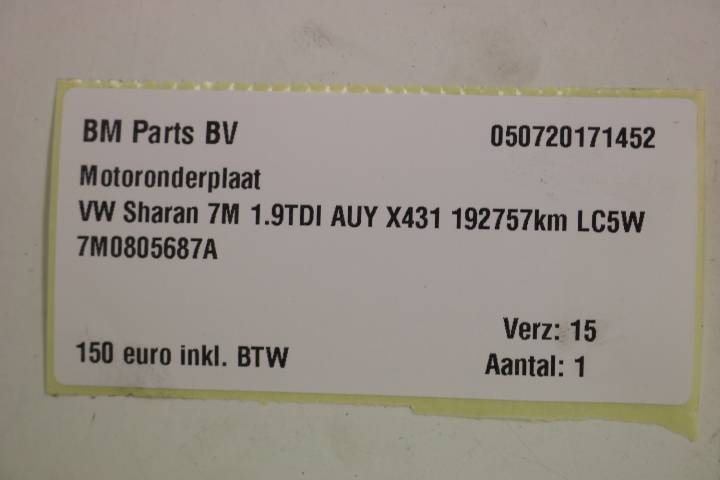 BM Parts BV 050720171452
Motoronderplaat
VW Sharan 7M 1.9TDI AUY X431 192757km LC5W
7M0805687A
Verz: 15
150 euro inkl. BTW Aantal: 1